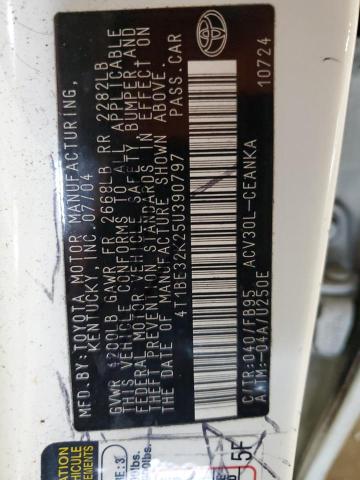 MFD. BY: TOYOTA MOTOR MANUFACTURING,
KENTUCKY, INC. 07/04
GVWR 4200LB GAWR FR 2668LB RR 2282LB
THIS VEHICLE CONFORMS TO ALL APPLICABLE
FEDERAL MOTOR VEHICLE SAFETY, BUMPER, AND
THEFT PREVENTION STANDARDS IN EFFECT ON
THE DATE OF MANUFACTURE SHOWN ABOVE.
4T1BE32K25U390797 PASS. CAR
C/TR:040/FB95 ACV30L-CEANKA
A/TM:-04A/U250E 10724
5F